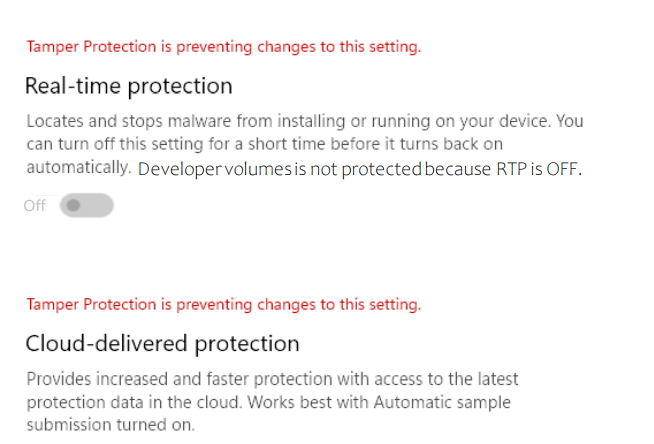 Tamper Protection is preventing changes to this setting.
Real-time protection
Locates and stops malware from installing or running on your device. You
can turn off this setting for a short time before it turns back on
automatically. Developer volumes is not protected because RTP is OFF.
Off
Tamper Protection is preventing changes to this setting.
Cloud-delivered protection
Provides increased and faster protection with access to the latest
protection data in the cloud. Works best with Automatic sample
submission turned on.